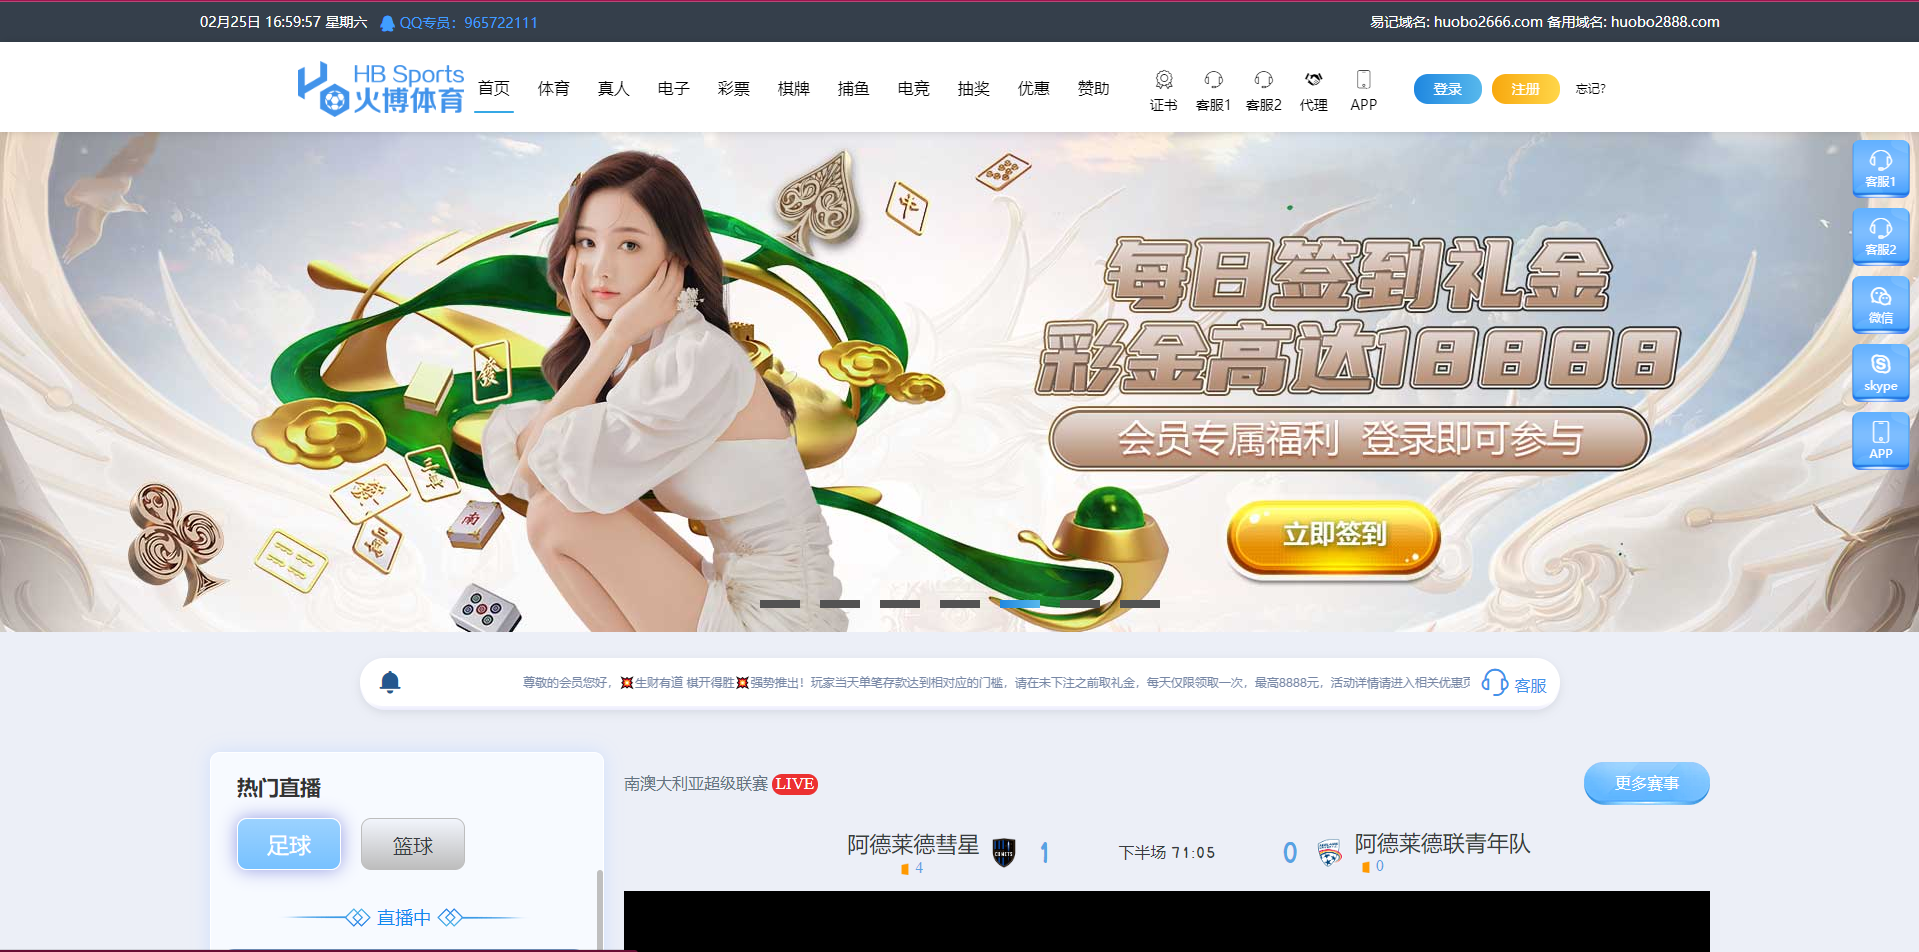 02月25日 16:59:57 星期六 QQ专员：965722111
易记域名: huobo2666.com 备用域名: huobo2888.com
HB Sports
火博体育
首页 体育 真人 电子 彩票 棋牌 捕鱼 电竞 抽奖 优惠 赞助
证书 客服1 客服2 代理 APP
登录 注册 忘记?
每日签到礼金
彩金高达18888
会员专属福利 登录即可参与
立即签到
客服1
客服2
微信
skype
APP
尊敬的会员您好，💥生财有道 棋开得胜💥强势推出！玩家当天单笔存款达到相对应的门槛，请在未下注之前取礼金，每天仅限领取一次，最高8888元，活动详情请进入相关优惠页
客服
热门直播
足球 篮球
直播中
南澳大利亚超级联赛 LIVE
更多赛事
阿德莱德彗星 COMETS 1 下半场 71:05 0 阿德莱德联青年队
4 0
發
南